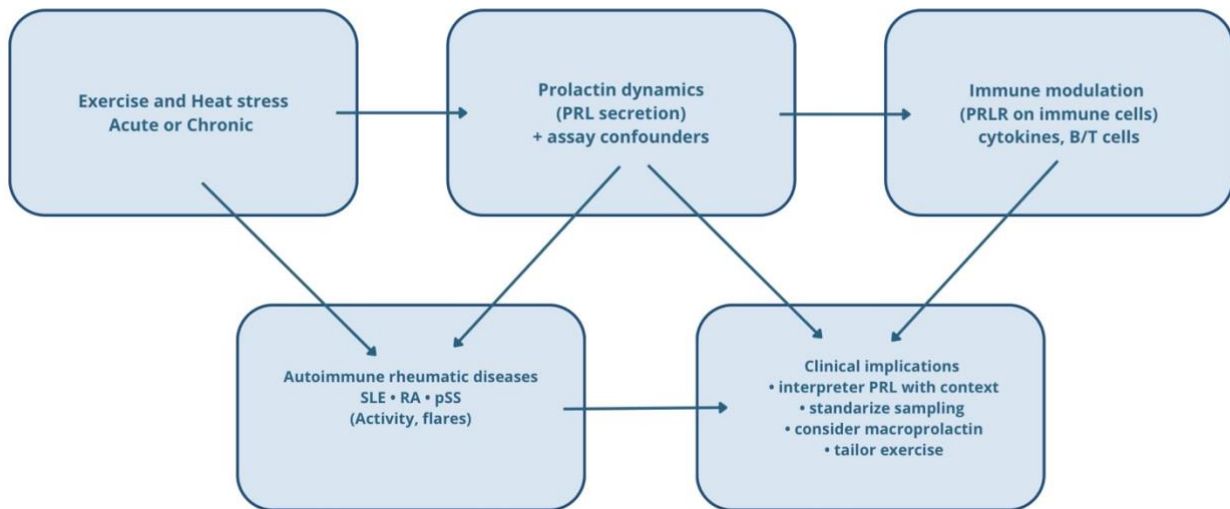 Exercise and Heat stress
Acute or Chronic
Prolactin dynamics
(PRL secretion)
+ assay confounders
Immune modulation
(PRLR on immune cells)
cytokines, B/T cells
Autoimmune rheumatic diseases
SLE • RA • pSS
(Activity, flares)
Clinical implications
• interpreter PRL with context
• standarize sampling
• consider macroprolactin
• tailor exercise